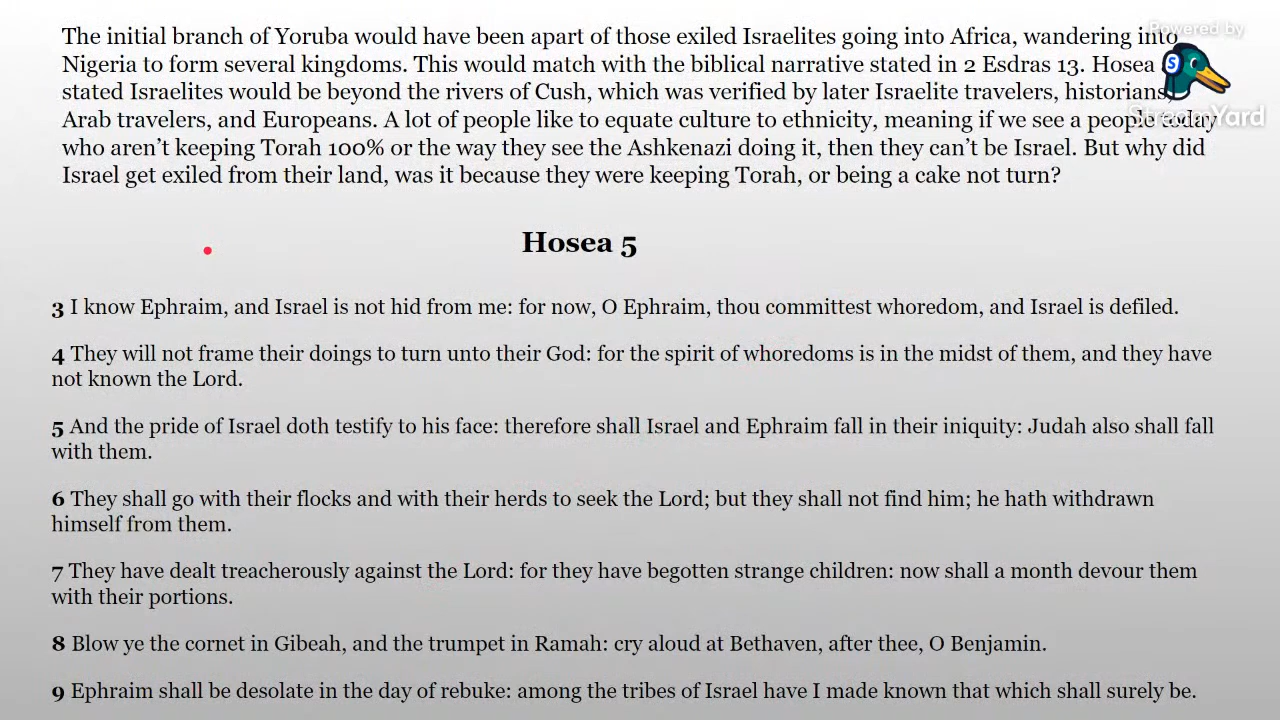 Powered by
The initial branch of Yoruba would have been apart of those exiled Israelites going into Africa, wandering into
Nigeria to form several kingdoms. This would match with the biblical narrative stated in 2 Esdras 13. Hosea
stated Israelites would be beyond the rivers of Cush, which was verified by later Israelite travelers, historians,
StreamYard
Arab travelers, and Europeans. A lot of people like to equate culture to ethnicity, meaning if we see a people today
who aren't keeping Torah 100% or the way they see the Ashkenazi doing it, then they can't be Israel. But why did
Israel get exiled from their land, was it because they were keeping Torah, or being a cake not turn?
Hosea 5
3 I know Ephraim, and Israel is not hid from me: for now, O Ephraim, thou committest whoredom, and Israel is defiled.
4 They will not frame their doings to turn unto their God: for the spirit of whoredoms is in the midst of them, and they have
not known the Lord.
5 And the pride of Israel doth testify to his face: therefore shall Israel and Ephraim fall in their iniquity: Judah also shall fall
with them.
6 They shall go with their flocks and with their herds to seek the Lord; but they shall not find him; he hath withdrawn
himself from them.
7 They have dealt treacherously against the Lord: for they have begotten strange children: now shall a month devour them
with their portions.
8 Blow ye the cornet in Gibeah, and the trumpet in Ramah: cry aloud at Bethaven, after thee, O Benjamin.
9 Ephraim shall be desolate in the day of rebuke: among the tribes of Israel have I made known that which shall surely be.